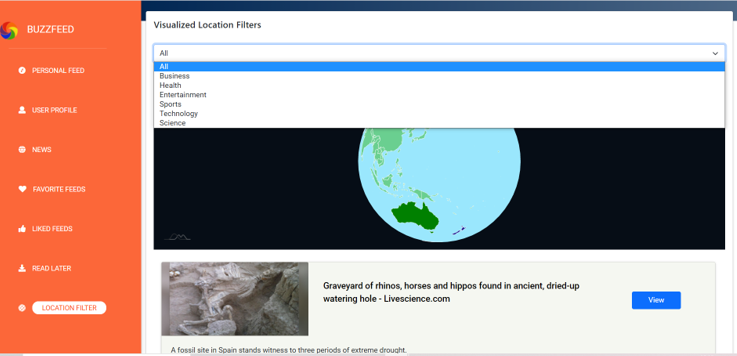 BUZZFEED
PERSONAL FEED
USER PROFILE
NEWS
FAVORITE FEEDS
LIKED FEEDS
READ LATER
LOCATION FILTER
Visualized Location Filters
All
All
Business
Health
Entertainment
Sports
Technology
Science
Graveyard of rhinos, horses and hippos found in ancient, dried-up
watering hole - Livescience.com
View
A fossil site in Spain stands witness to three periods of extreme drought.